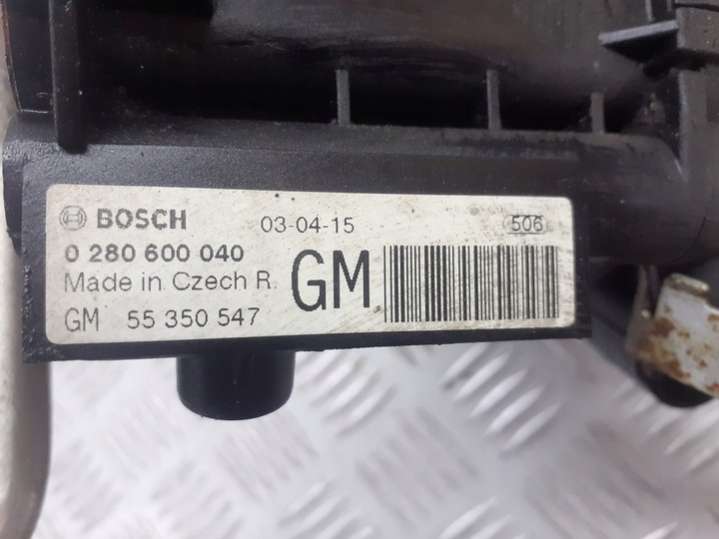 BOSCH 03-04-15 506
0 280 600 040
Made in Czech R. GM
GM 55 350 547